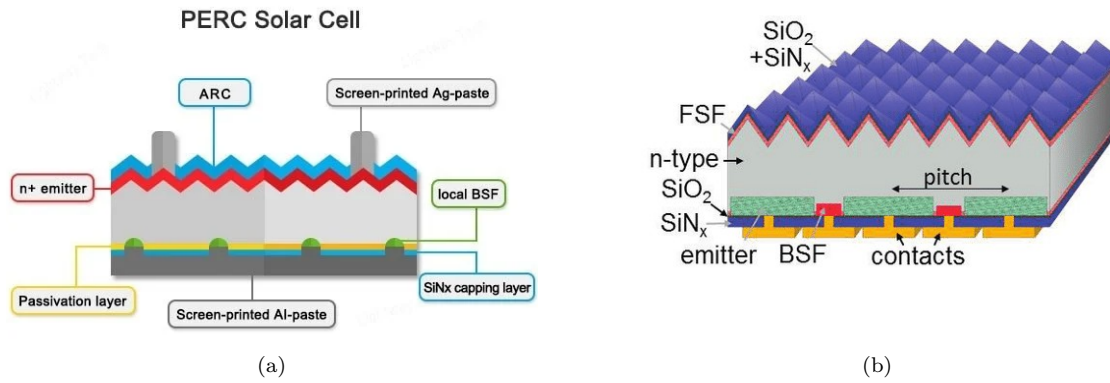 PERC Solar Cell
ARC
Screen-printed Ag-paste
n+ emitter
local BSF
Passivation layer
SiNx capping layer
Screen-printed Al-paste
(a)
SiO₂
+SiNₓ
FSF
n-type
pitch
SiO₂
SiNₓ
emitter
BSF
contacts
(b)